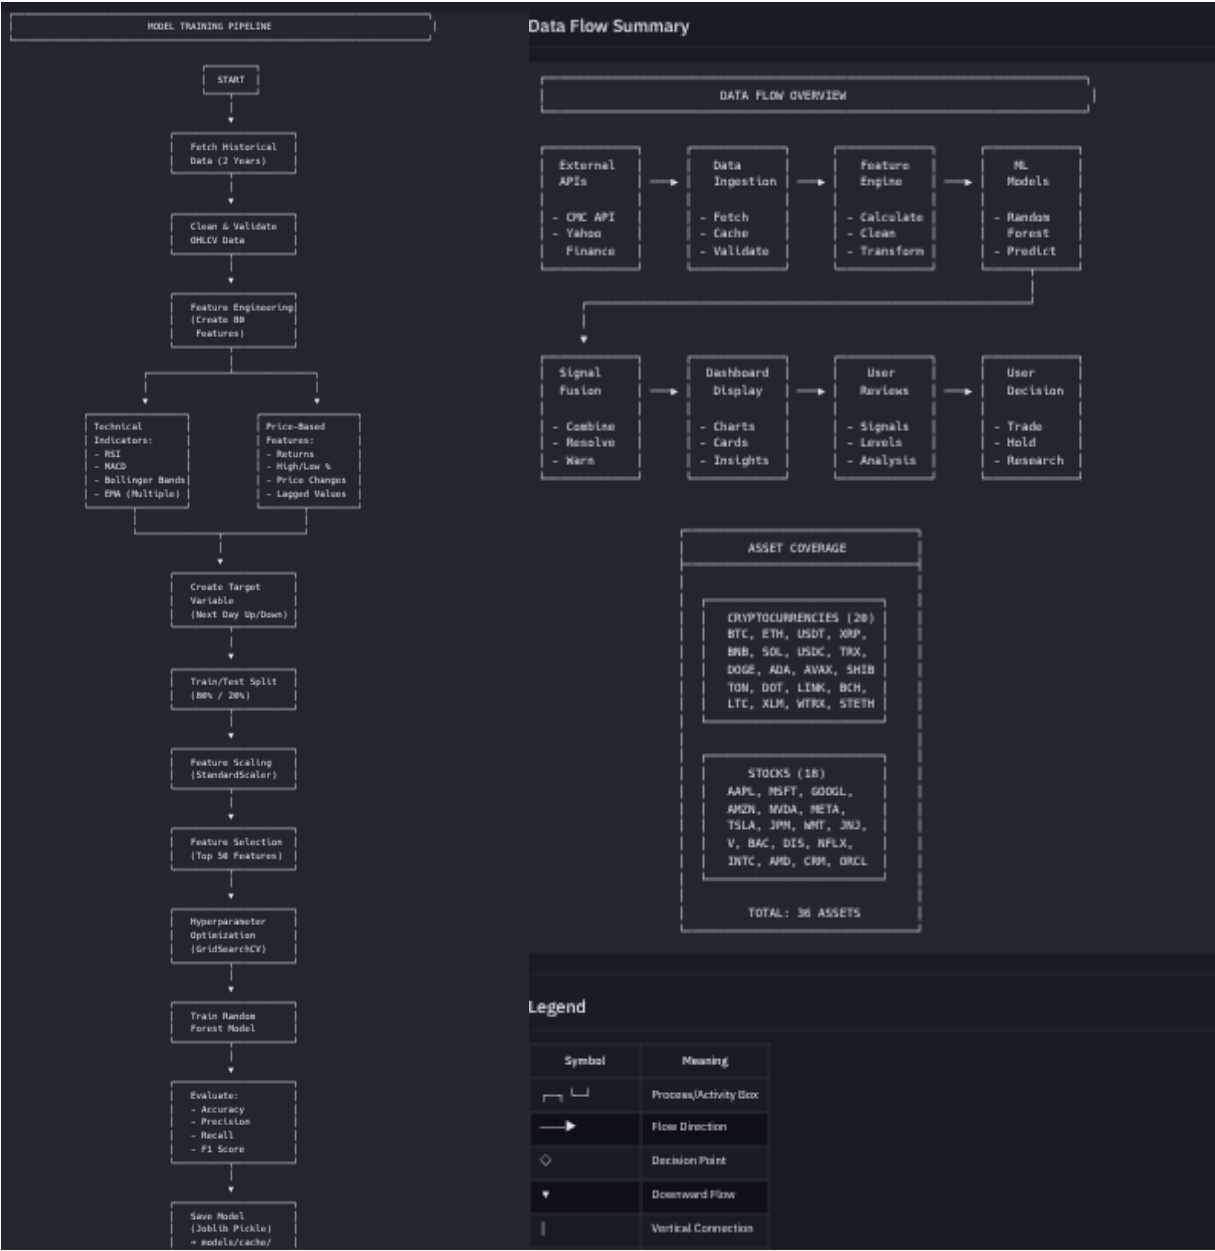 MODEL TRAINING PIPELINE
START
Fetch Historical
Data (2 Years)
Clean & Validate
OHLCV Data
Feature Engineering
(Create 80
Features)
Technical
Indicators:
- RSI
- MACD
- Bollinger Bands
- EMA (Multiple)
Price-Based
Features:
- Returns
- High/Low %
- Price Changes
- Lagged Values
Create Target
Variable
(Next Day Up/Down)
Train/Test Split
(80% / 20%)
Feature Scaling
(StandardScaler)
Feature Selection
(Top 50 Features)
Hyperparameter
Optimization
(GridSearchCV)
Train Random
Forest Model
Evaluate:
- Accuracy
- Precision
- Recall
- F1 Score
Save Model
(Joblib Pickle)
→ models/cache/
Data Flow Summary
DATA FLOW OVERVIEW
External
APIs
- CMC API
- Yahoo
Finance
Data
Ingestion
- Fetch
- Cache
- Validate
Feature
Engine
- Calculate
- Clean
- Transform
ML
Models
- Random
Forest
- Predict
Signal
Fusion
- Combine
- Resolve
- Warn
Dashboard
Display
- Charts
- Cards
- Insights
User
Reviews
- Signals
- Levels
- Analysis
User
Decision
- Trade
- Hold
- Research
ASSET COVERAGE
CRYPTOCURRENCIES (20)
BTC, ETH, USDT, XRP,
BNB, SOL, USDC, TRX,
DOGE, ADA, AVAX, SHIB
TON, DOT, LINK, BCH,
LTC, XLM, WTRX, STETH
STOCKS (18)
AAPL, MSFT, GOOGL,
AMZN, NVDA, META,
TSLA, JPM, WMT, JNJ,
V, BAC, DIS, NFLX,
INTC, AMD, CRM, ORCL
TOTAL: 36 ASSETS
Legend
Symbol Meaning
Process/Activity Box
Flow Direction
Decision Point
Downward Flow
Vertical Connection